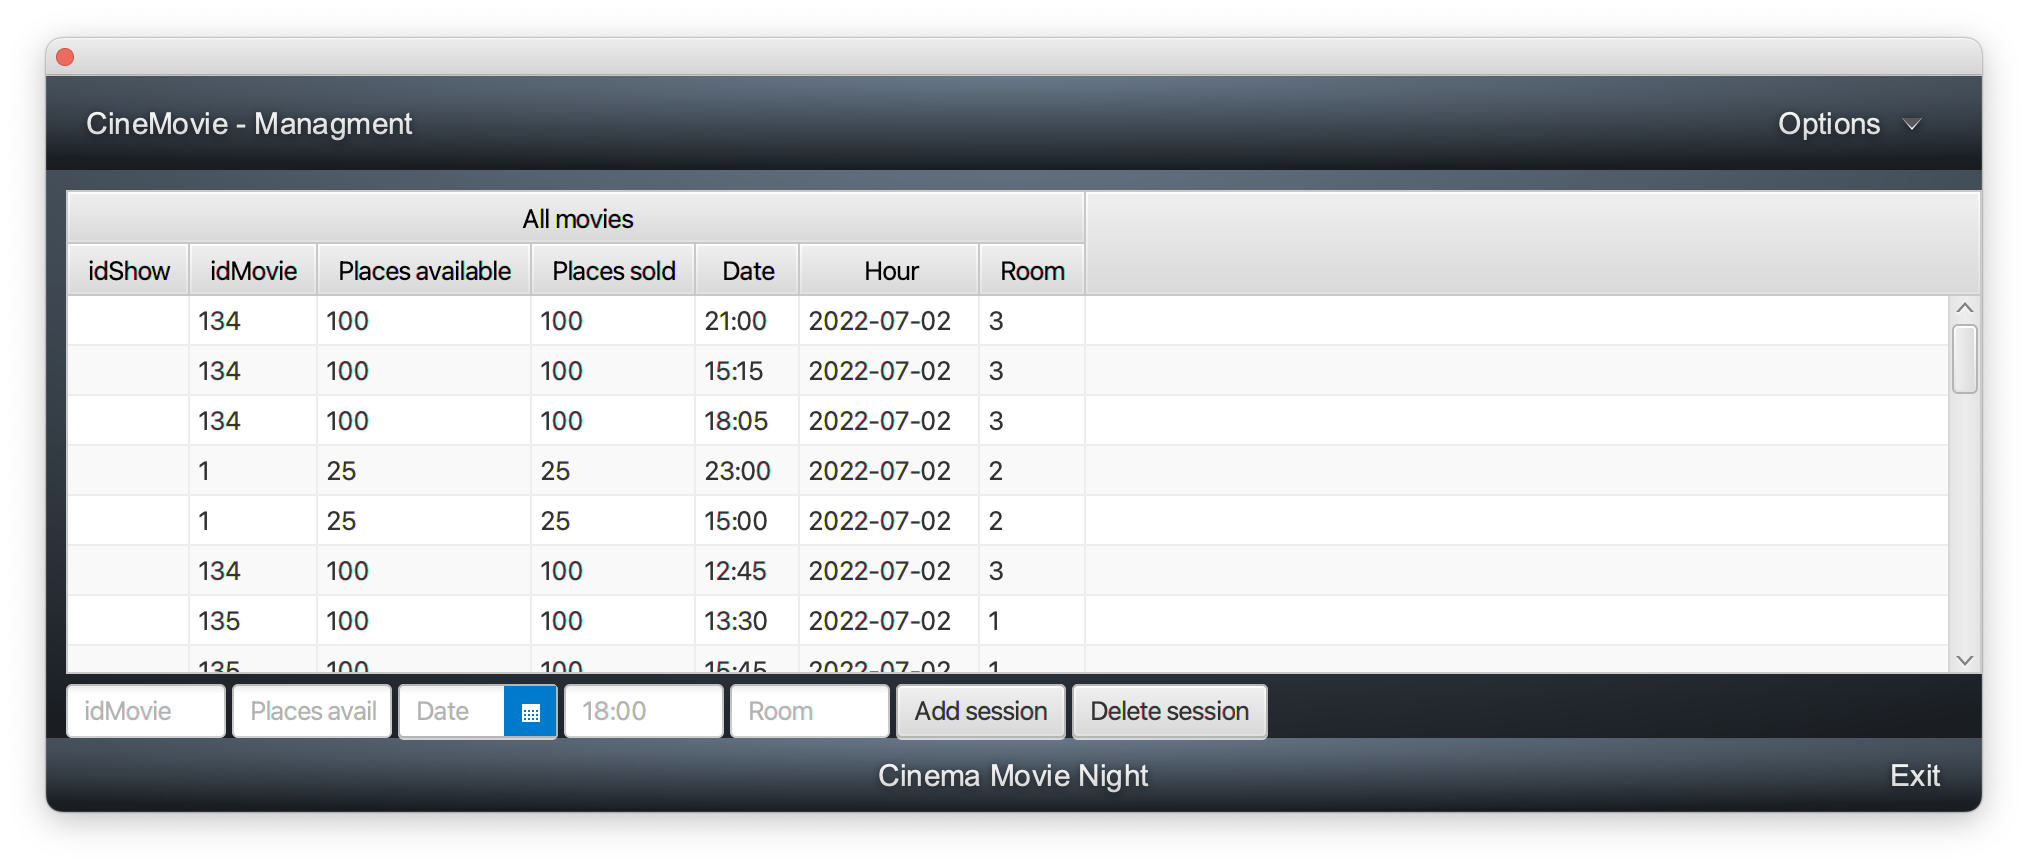 CineMovie - Managment Options
All movies
idShow idMovie Places available Places sold Date Hour Room
134 100 100 21:00 2022-07-02 3
134 100 100 15:15 2022-07-02 3
134 100 100 18:05 2022-07-02 3
1 25 25 23:00 2022-07-02 2
1 25 25 15:00 2022-07-02 2
134 100 100 12:45 2022-07-02 3
135 100 100 13:30 2022-07-02 1
135 100 100 15:45 2022-07-02 1
idMovie Places avail Date 18:00 Room Add session Delete session
Cinema Movie Night Exit